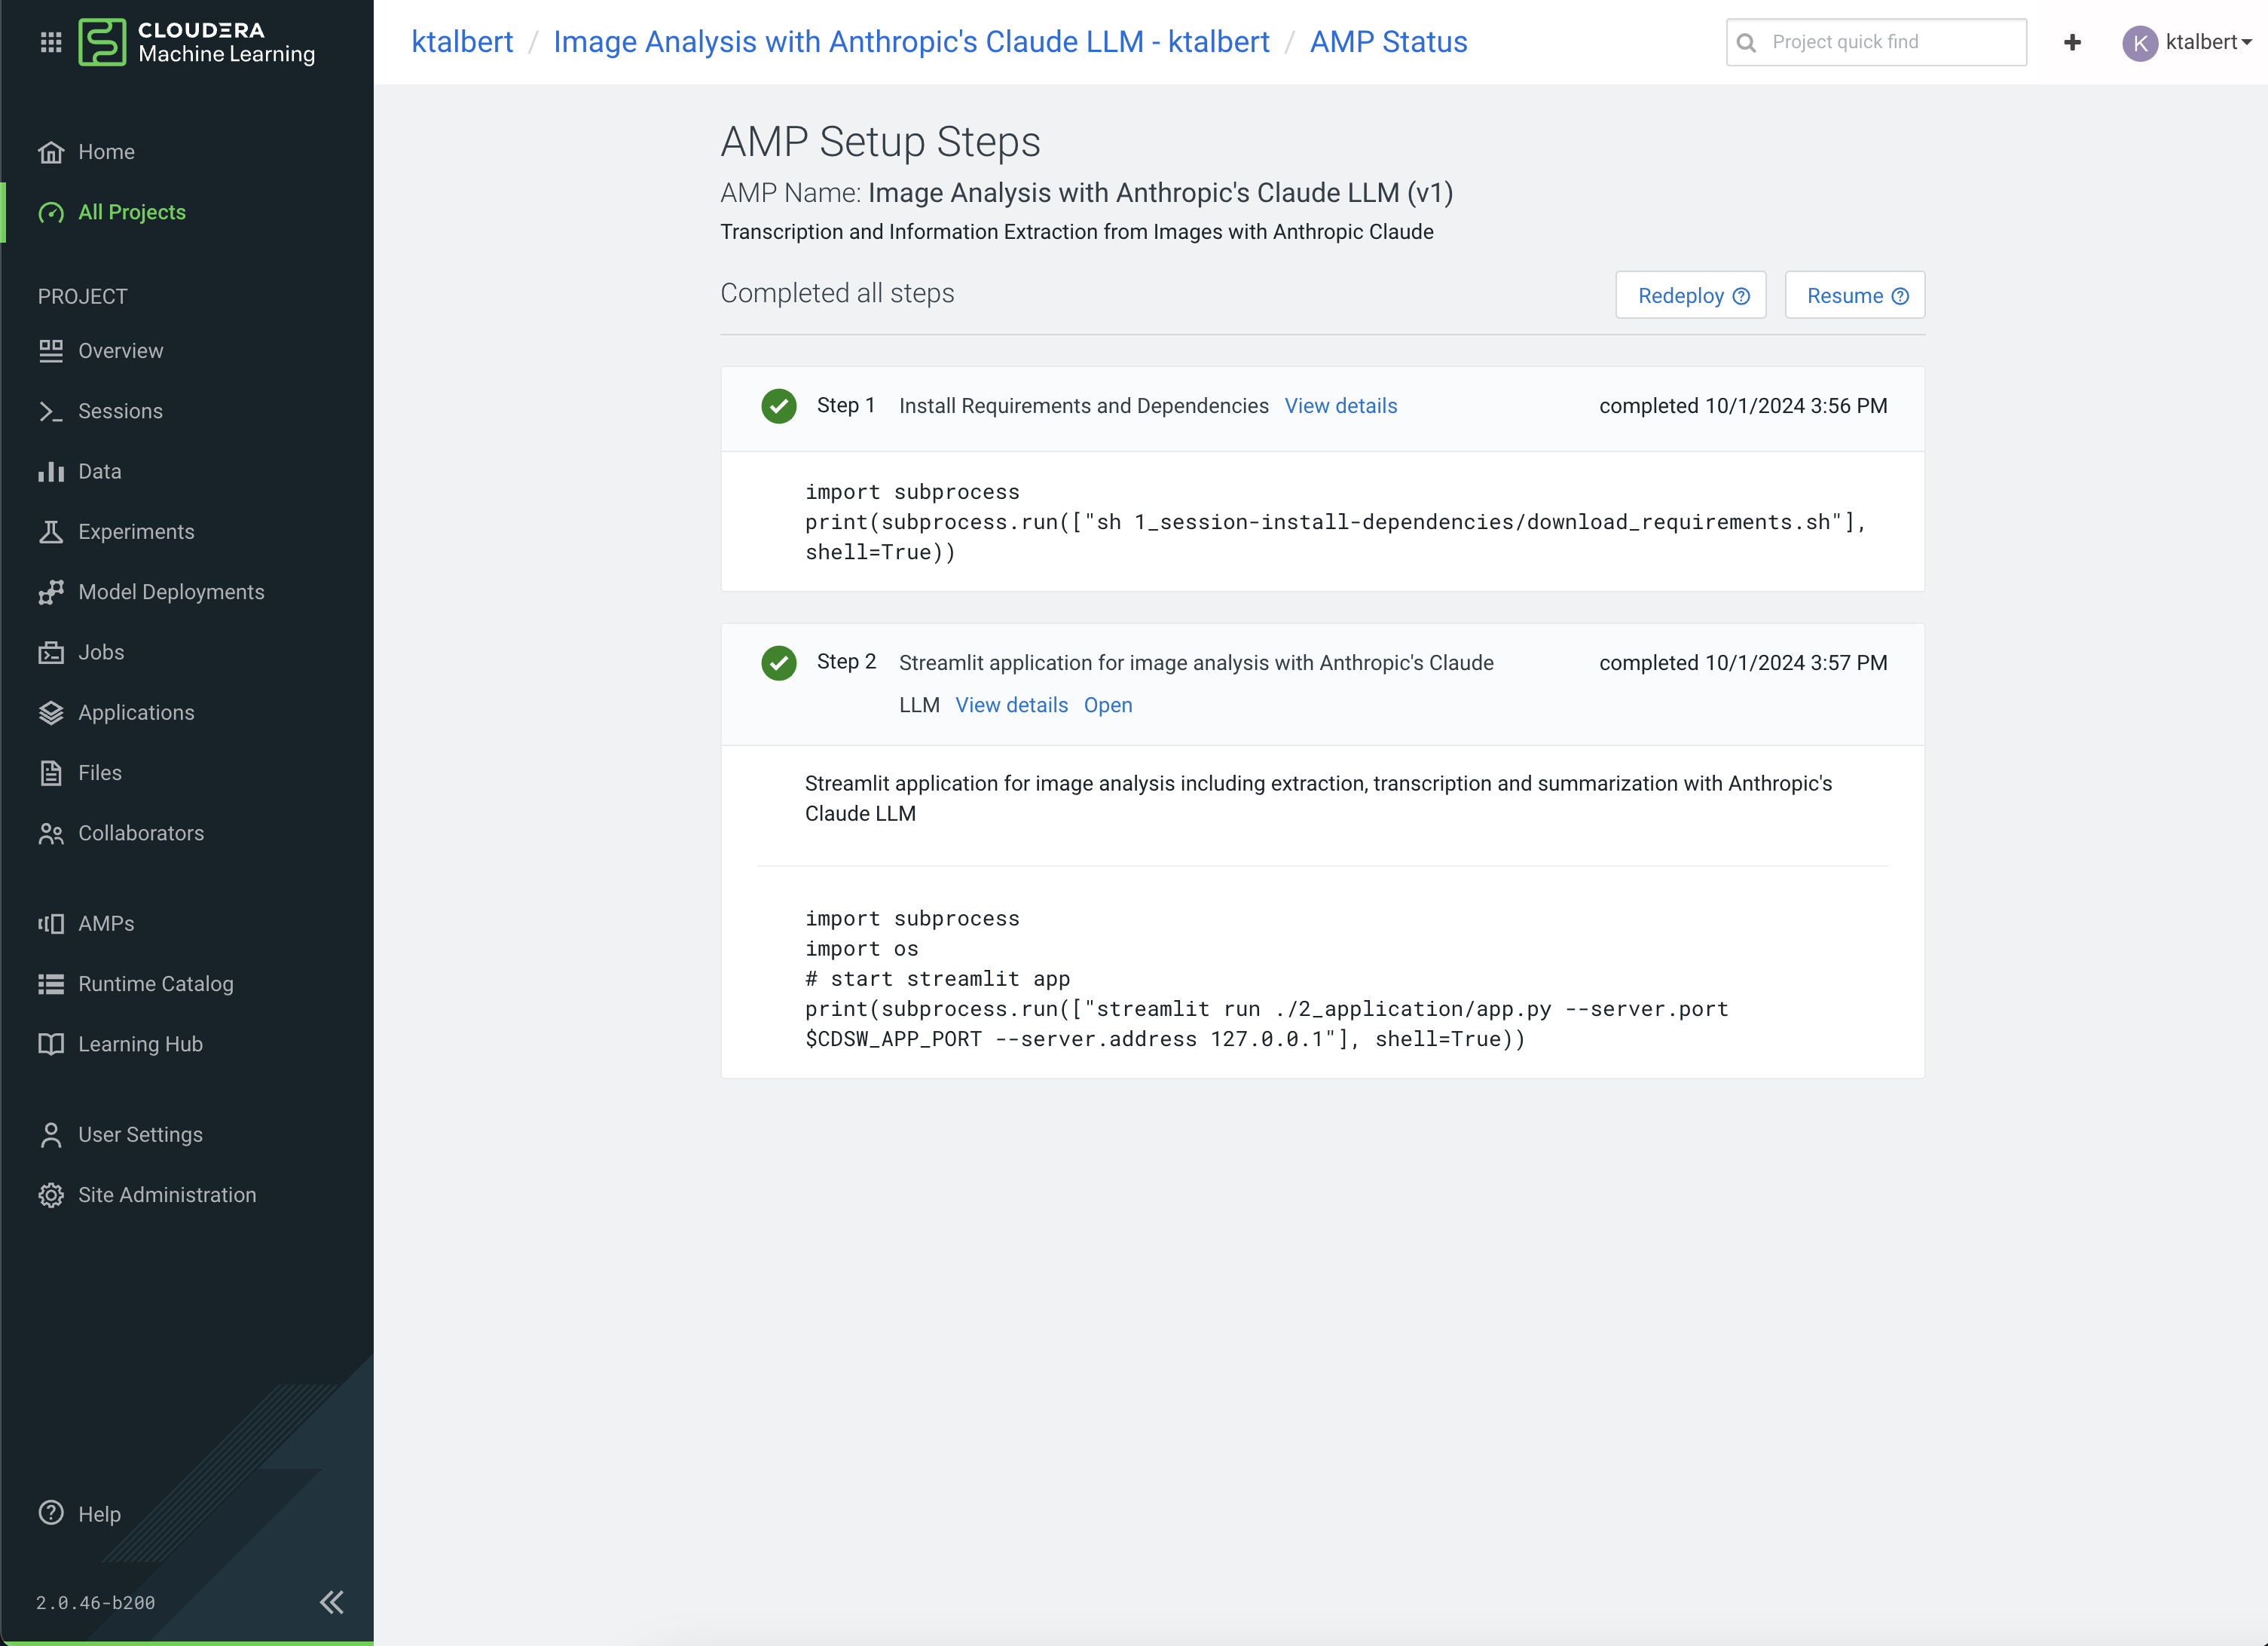 CLOUDERA
Machine Learning
Home
All Projects
PROJECT
Overview
Sessions
Data
Experiments
Model Deployments
Jobs
Applications
Files
Collaborators
AMPs
Runtime Catalog
Learning Hub
User Settings
Site Administration
Help
2.0.46-b200
ktalbert / Image Analysis with Anthropic's Claude LLM - ktalbert / AMP Status
Project quick find
K ktalbert
AMP Setup Steps
AMP Name: Image Analysis with Anthropic's Claude LLM (v1)
Transcription and Information Extraction from Images with Anthropic Claude
Completed all steps
Redeploy ?
Resume ?
Step 1 Install Requirements and Dependencies View details completed 10/1/2024 3:56 PM
import subprocess
print(subprocess.run(["sh 1_session-install-dependencies/download_requirements.sh"],
shell=True))
Step 2 Streamlit application for image analysis with Anthropic's Claude completed 10/1/2024 3:57 PM
LLM View details Open
Streamlit application for image analysis including extraction, transcription and summarization with Anthropic's
Claude LLM
import subprocess
import os
# start streamlit app
print(subprocess.run(["streamlit run ./2_application/app.py --server.port
$CDSW_APP_PORT --server.address 127.0.0.1"], shell=True))